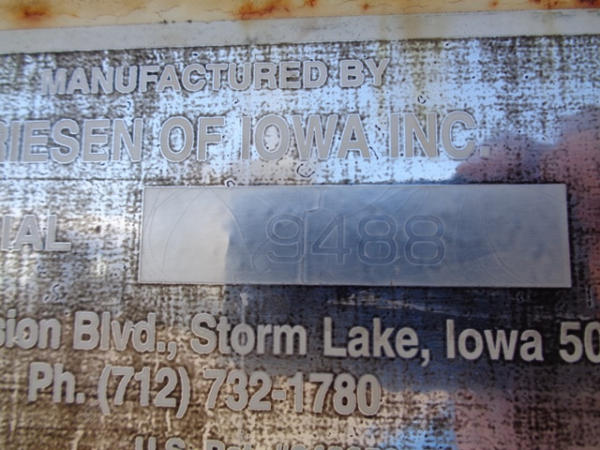 MANUFACTURED BY
RIESEN OF IOWA INC
IAL 9488
sion Blvd., Storm Lake, Iowa 50
Ph. (712) 732-1780
U.S.